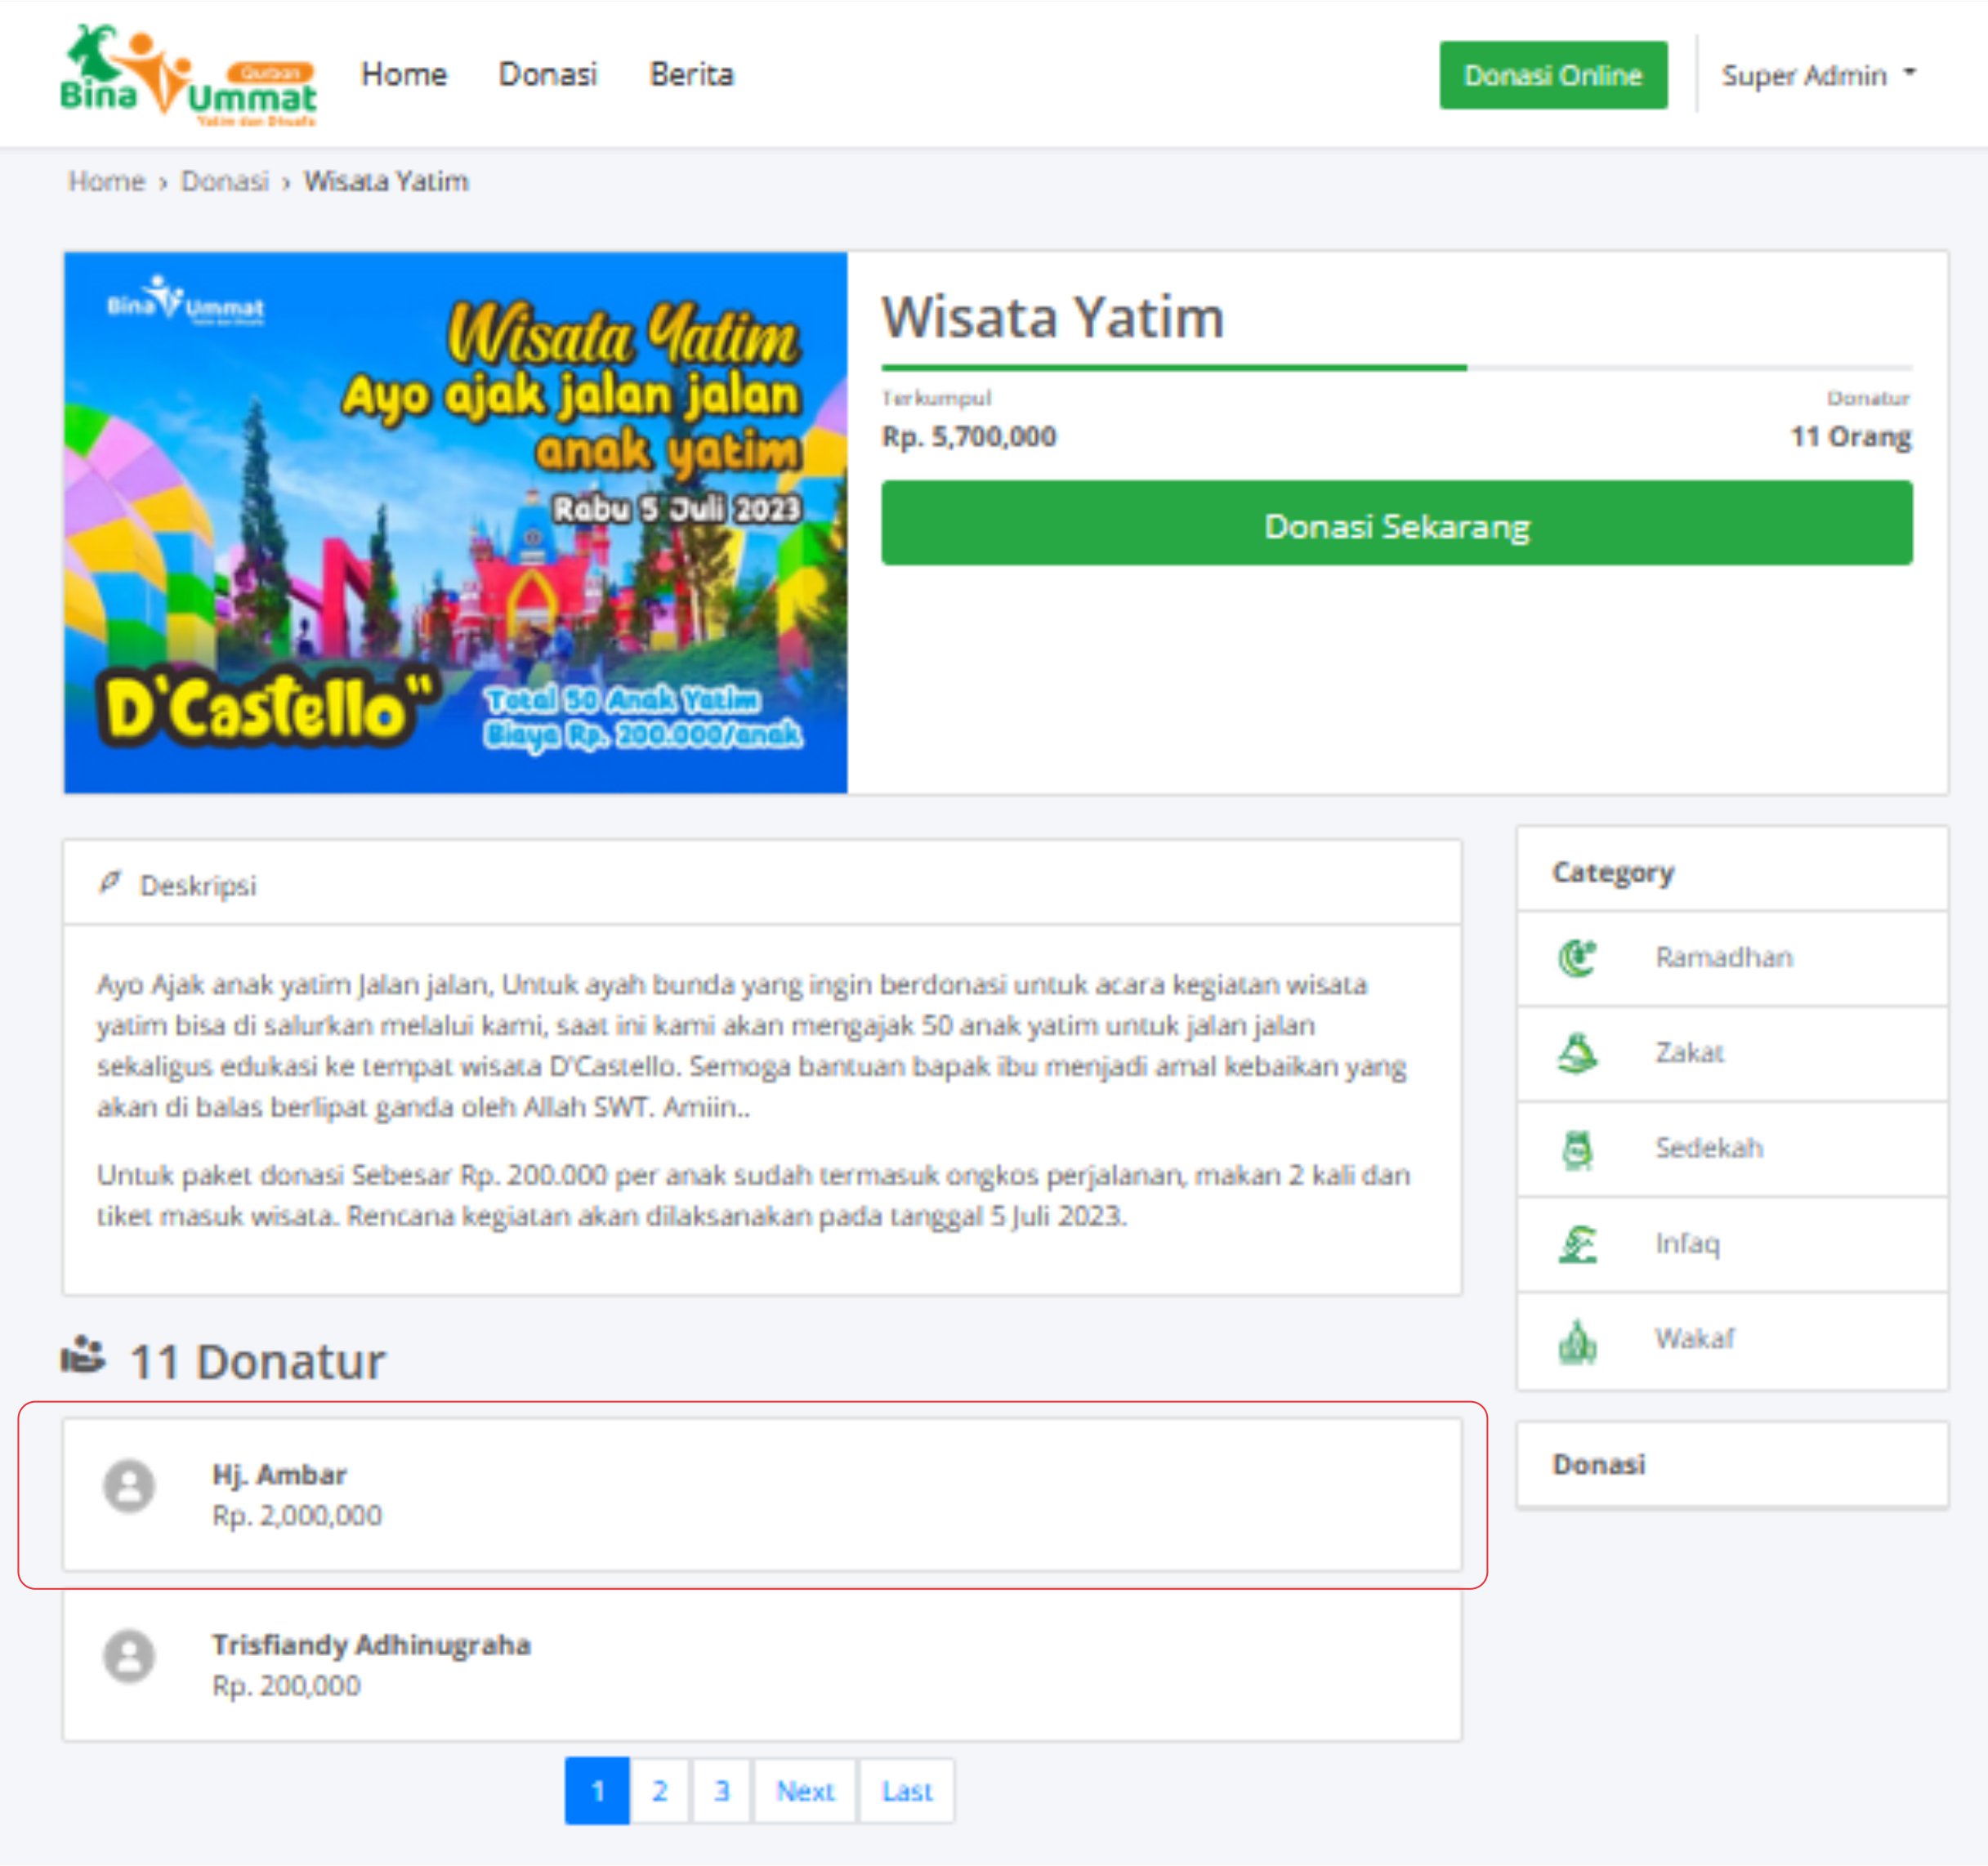 Bina Ummat
Qurban
Yatim dan Dhuafa
Home Donasi Berita
Donasi Online
Super Admin
Home › Donasi › Wisata Yatim
Bina Ummat
Wisata Yatim
Ayo ajak jalan jalan
anak yatim
Rabu 5 Juli 2023
D'Castello"
Total 50 Anak Yatim
Biaya Rp. 200.000/anak
Wisata Yatim
Terkumpul Donatur
Rp. 5,700,000 11 Orang
Donasi Sekarang
Deskripsi
Ayo Ajak anak yatim Jalan jalan, Untuk ayah bunda yang ingin berdonasi untuk acara kegiatan wisata
yatim bisa di salurkan melalui kami, saat ini kami akan mengajak 50 anak yatim untuk jalan jalan
sekaligus edukasi ke tempat wisata D'Castello. Semoga bantuan bapak ibu menjadi amal kebaikan yang
akan di balas berlipat ganda oleh Allah SWT. Amiin..
Untuk paket donasi Sebesar Rp. 200.000 per anak sudah termasuk ongkos perjalanan, makan 2 kali dan
tiket masuk wisata. Rencana kegiatan akan dilaksanakan pada tanggal 5 Juli 2023.
11 Donatur
Hj. Ambar
Rp. 2,000,000
Trisfiandy Adhinugraha
Rp. 200,000
1 2 3 Next Last
Category
Ramadhan
Zakat
Sedekah
Infaq
Wakaf
Donasi